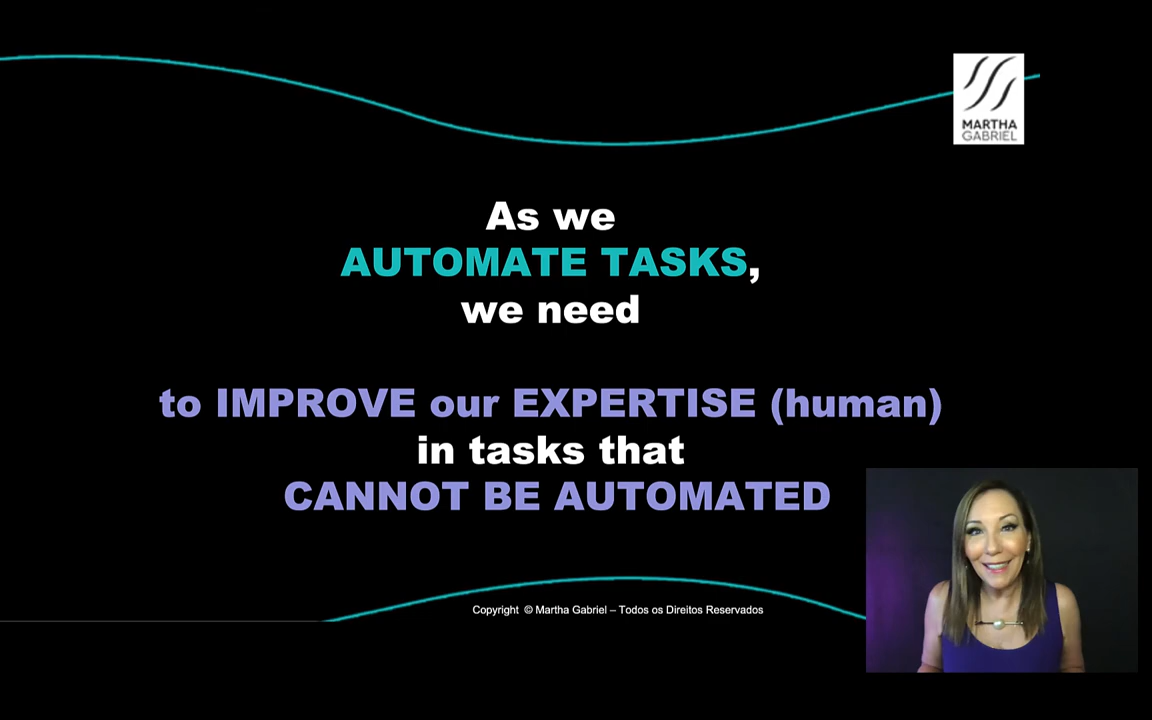 MARTHA
GABRIEL
As we
AUTOMATE TASKS,
we need
to IMPROVE our EXPERTISE (human)
in tasks that
CANNOT BE AUTOMATED
Copyright © Martha Gabriel – Todos os Direitos Reservados